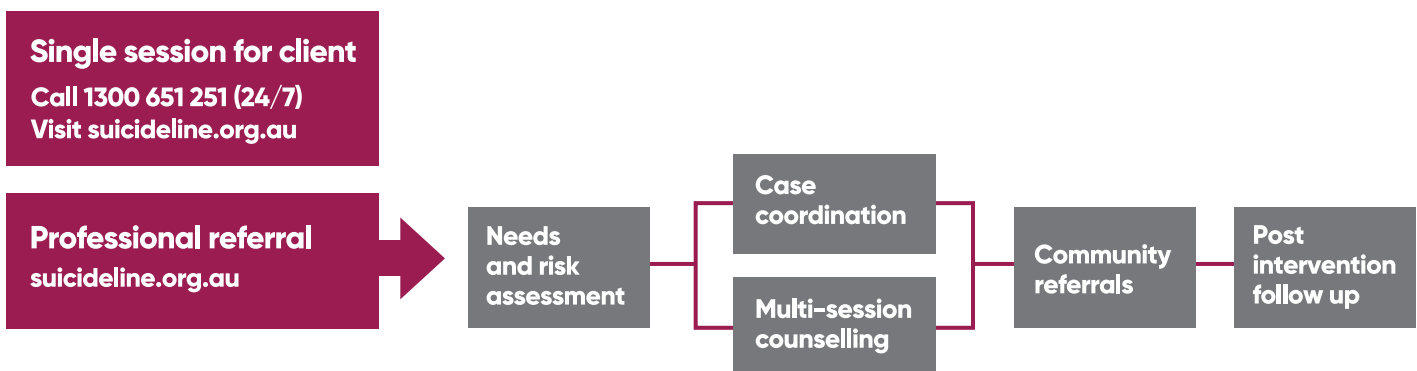 Single session for client
Call 1300 651 251 (24/7)
Visit suicideline.org.au
Professional referral
suicideline.org.au
Needs
and risk
assessment
Case
coordination
Multi-session
counselling
Community
referrals
Post
intervention
follow up